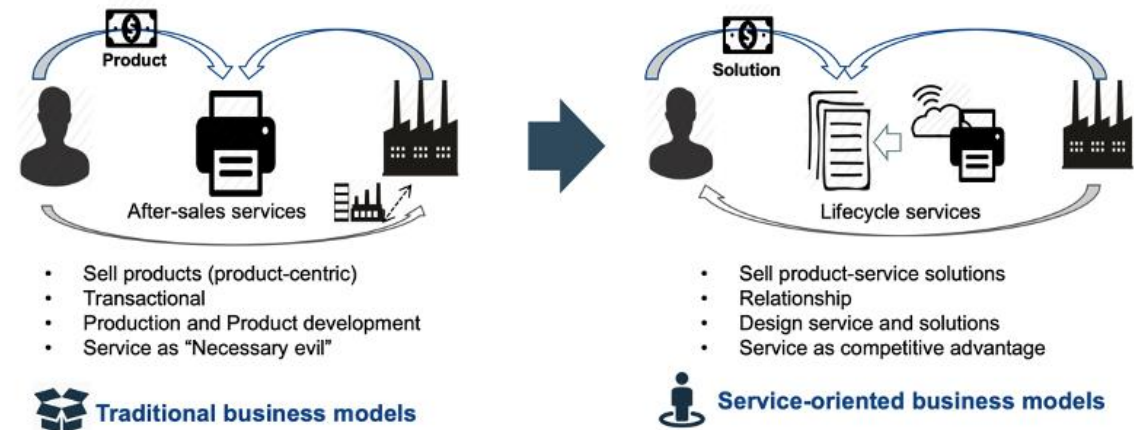 Product
After-sales services
• Sell products (product-centric)
• Transactional
• Production and Product development
• Service as “Necessary evil”
Traditional business models
Solution
Lifecycle services
• Sell product-service solutions
• Relationship
• Design service and solutions
• Service as competitive advantage
Service-oriented business models